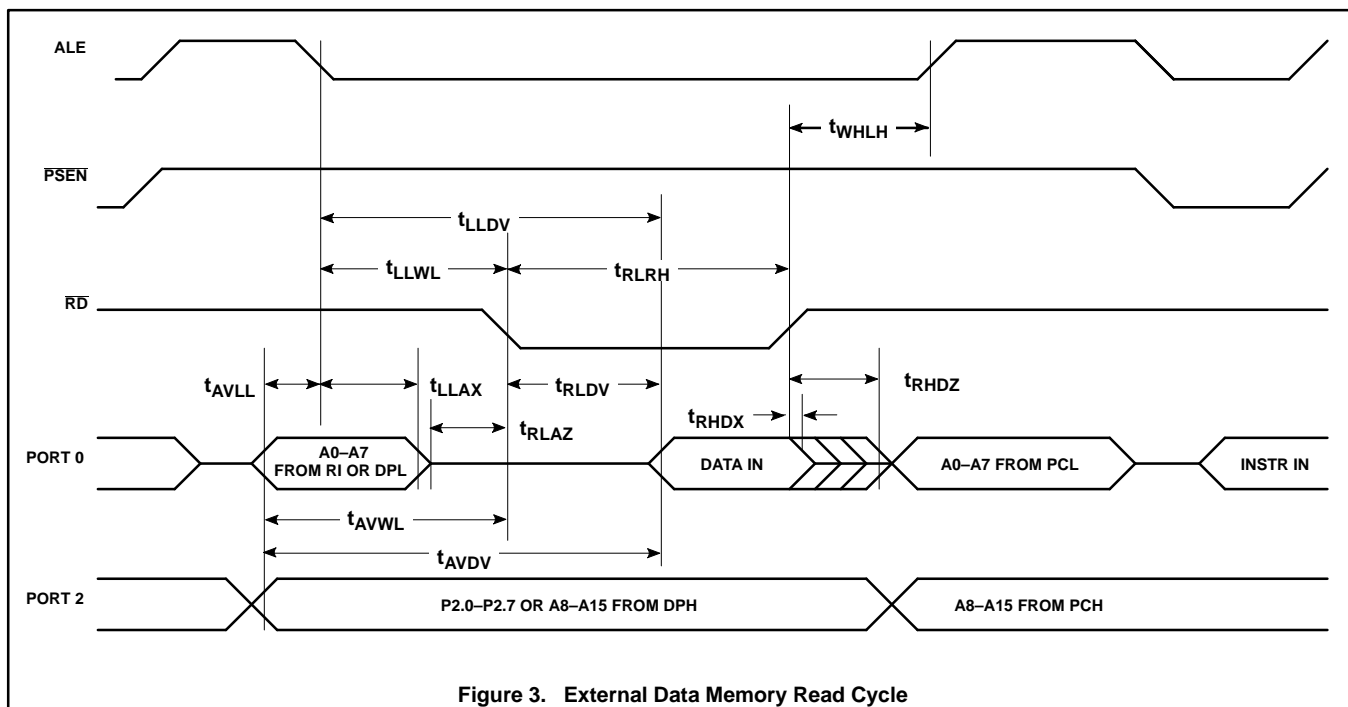 ALE
tWHLH
PSEN
tLLDV
tLLWL
tRLRH
RD
tAVLL
tLLAX
tRLDV
tRHDZ
tRLAZ
tRHDX
PORT 0
A0–A7
FROM RI OR DPL
DATA IN
A0–A7 FROM PCL
INSTR IN
tAVWL
tAVDV
PORT 2
P2.0–P2.7 OR A8–A15 FROM DPH
A8–A15 FROM PCH
Figure 3. External Data Memory Read Cycle